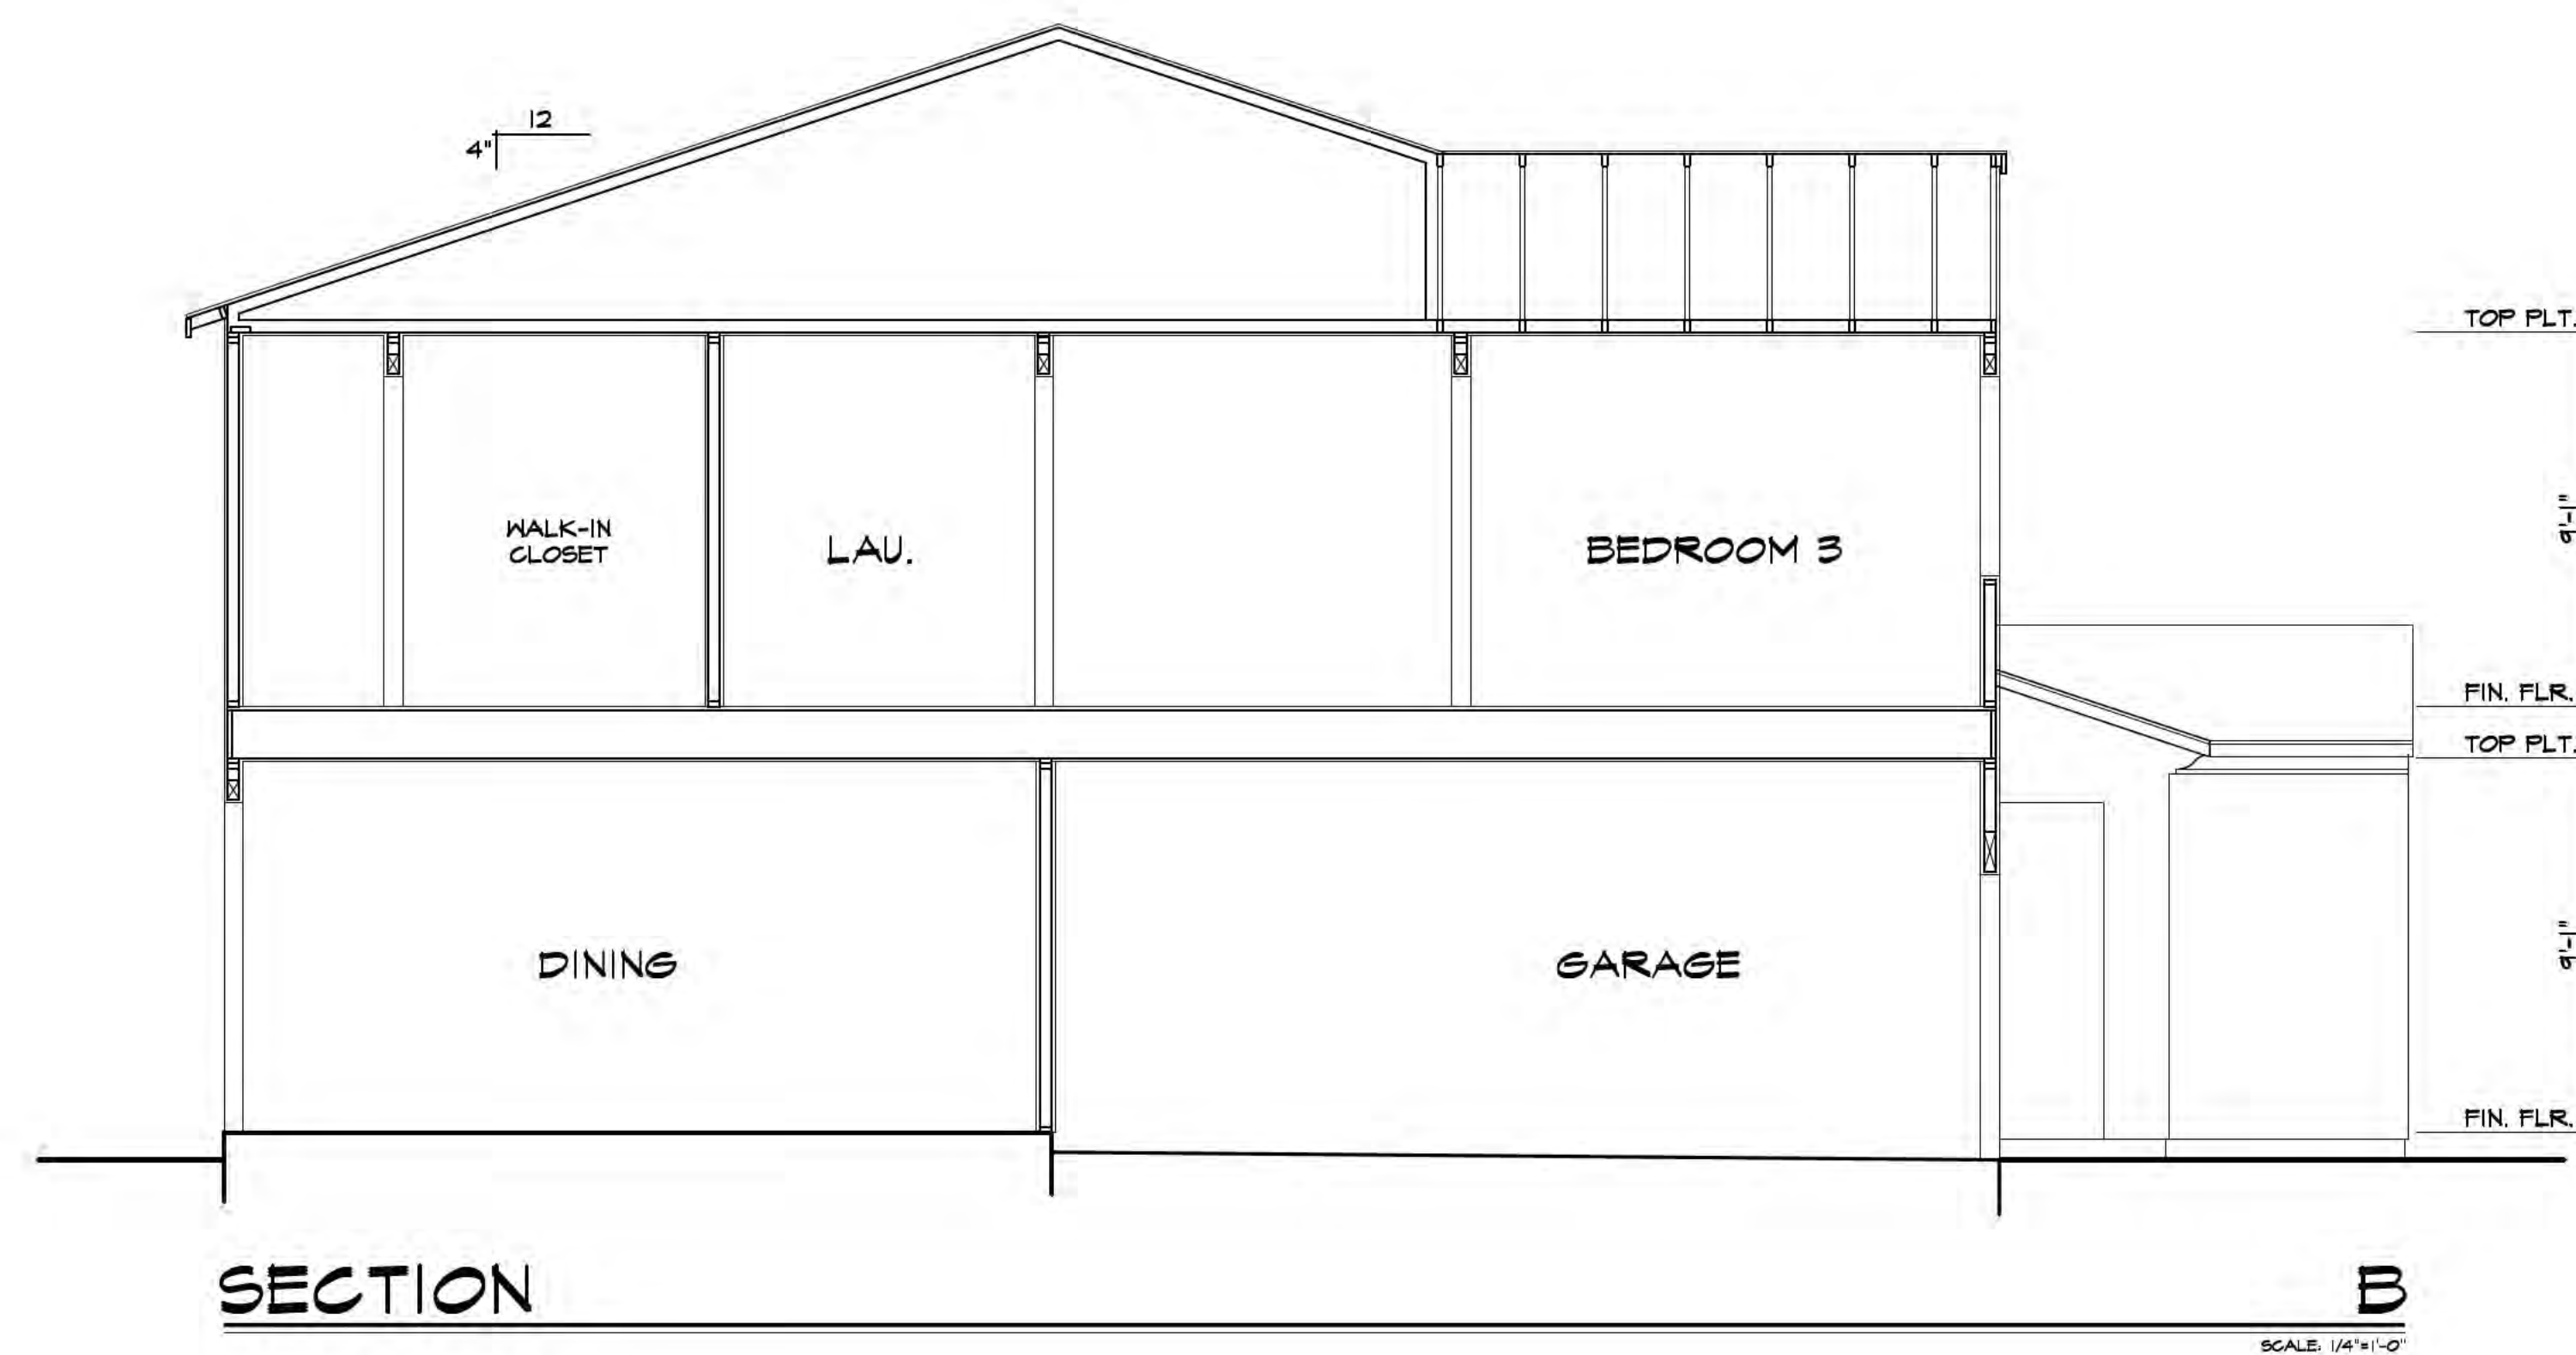 12
4"
TOP PLT.
WALK-IN
CLOSET
LAU.
BEDROOM 3
9'-1"
FIN. FLR.
TOP PLT.
DINING
GARAGE
9'-1"
FIN. FLR.
SECTION
B
SCALE: 1/4"=1'-0"